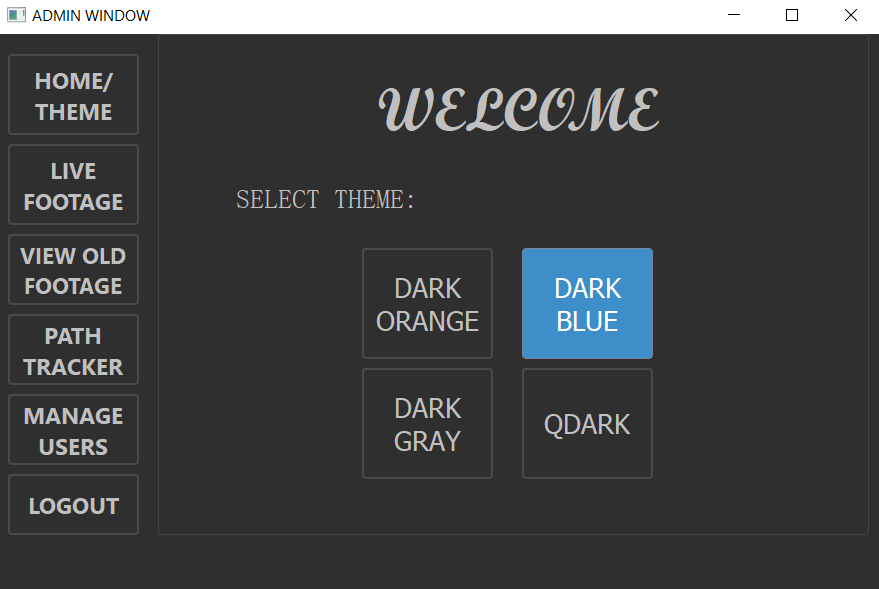 ADMIN WINDOW
HOME/
THEME
LIVE
FOOTAGE
VIEW OLD
FOOTAGE
PATH
TRACKER
MANAGE
USERS
LOGOUT
WELCOME
SELECT THEME:
DARK
ORANGE
DARK
BLUE
DARK
GRAY
QDARK